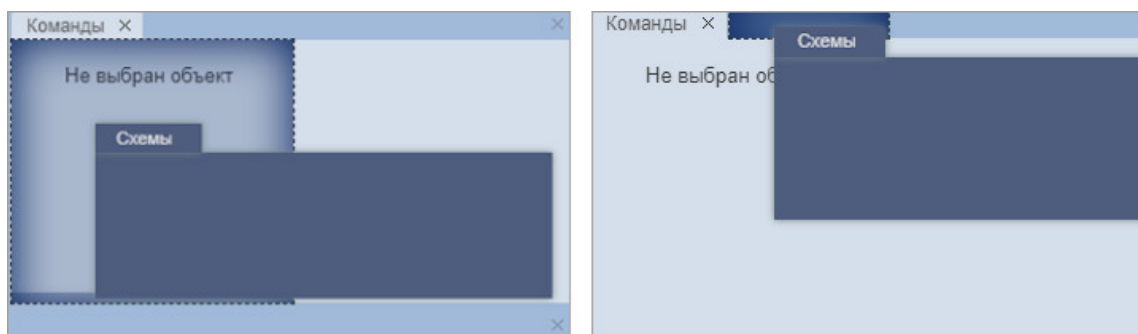 Команды
Не выбран объект
Схемы
Команды
Схемы
Не выбран об